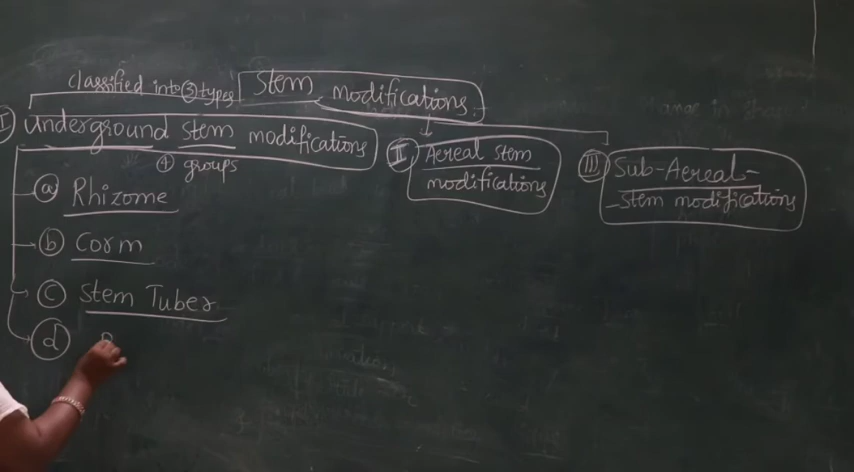 classified into ③ types
Stem modifications.
I underground stem modifications
④ groups
ⓐ Rhizome
ⓑ Corm
ⓒ Stem Tuber
ⓓ
II Aereal stem
modifications
III Sub-Aereal-
-stem modifications